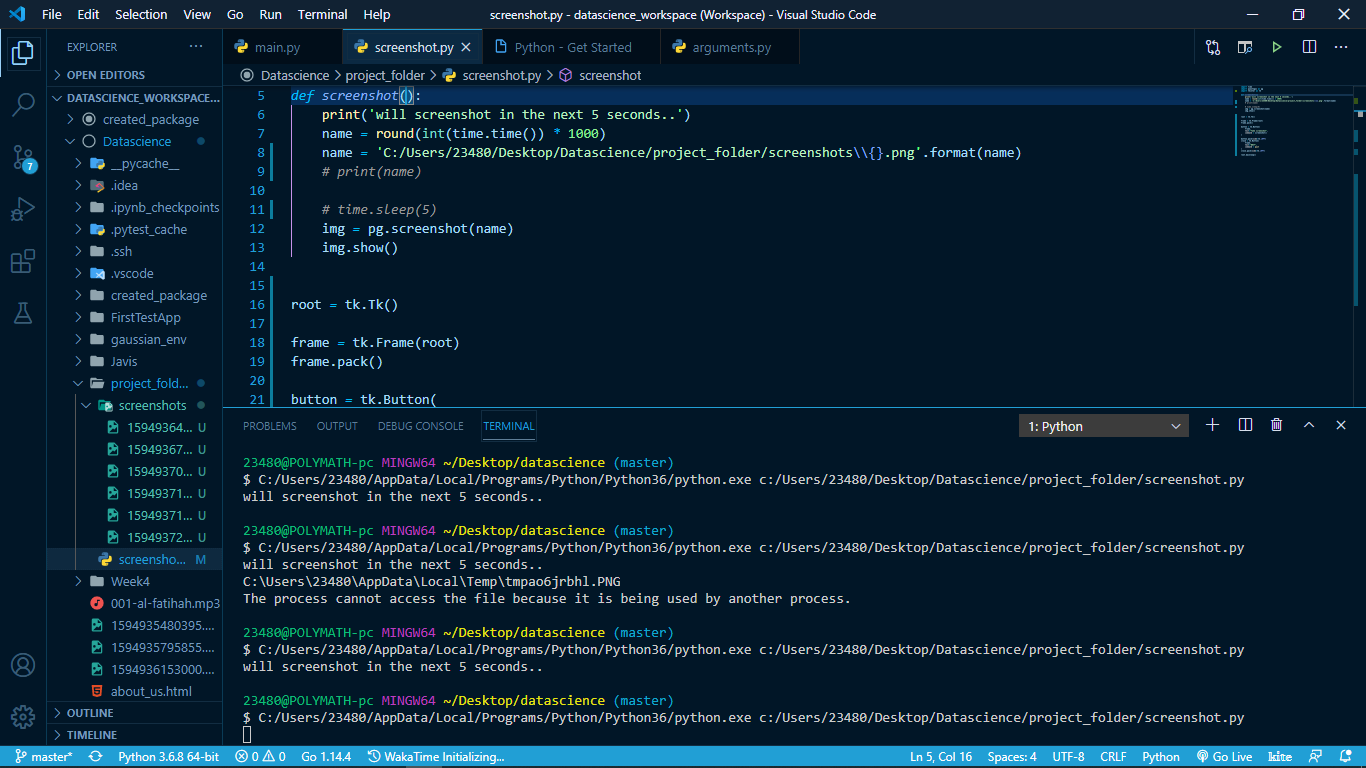 File Edit Selection View Go Run Terminal Help screenshot.py - datascience_workspace (Workspace) - Visual Studio Code
EXPLORER ···
main.py screenshot.py Python - Get Started arguments.py
OPEN EDITORS
DATASCIENCE_WORKSPACE...
created_package
Datascience
__pycache__
.idea
.ipynb_checkpoints
.pytest_cache
.ssh
.vscode
created_package
FirstTestApp
gaussian_env
Javis
project_fold...
screenshots
15949364... U
15949367... U
15949370... U
15949371... U
15949371... U
15949372... U
screensho... M
Week4
001-al-fatihah.mp3
1594935480395....
1594935795855....
1594936153000....
about_us.html
OUTLINE
TIMELINE
7
Datascience > project_folder > screenshot.py > screenshot
5 def screenshot():
6 print('will screenshot in the next 5 seconds..')
7 name = round(int(time.time()) * 1000)
8 name = 'C:/Users/23480/Desktop/Datascience/project_folder/screenshots\\{}.png'.format(name)
9 # print(name)
10
11 # time.sleep(5)
12 img = pg.screenshot(name)
13 img.show()
14
15
16 root = tk.Tk()
17
18 frame = tk.Frame(root)
19 frame.pack()
20
21 button = tk.Button(
PROBLEMS OUTPUT DEBUG CONSOLE TERMINAL 1: Python
23480@POLYMATH-pc MINGW64 ~/Desktop/datascience (master)
$ C:/Users/23480/AppData/Local/Programs/Python/Python36/python.exe c:/Users/23480/Desktop/Datascience/project_folder/screenshot.py
will screenshot in the next 5 seconds..
23480@POLYMATH-pc MINGW64 ~/Desktop/datascience (master)
$ C:/Users/23480/AppData/Local/Programs/Python/Python36/python.exe c:/Users/23480/Desktop/Datascience/project_folder/screenshot.py
will screenshot in the next 5 seconds..
C:\Users\23480\AppData\Local\Temp\tmpao6jrbhl.PNG
The process cannot access the file because it is being used by another process.
23480@POLYMATH-pc MINGW64 ~/Desktop/datascience (master)
$ C:/Users/23480/AppData/Local/Programs/Python/Python36/python.exe c:/Users/23480/Desktop/Datascience/project_folder/screenshot.py
will screenshot in the next 5 seconds..
23480@POLYMATH-pc MINGW64 ~/Desktop/datascience (master)
$ C:/Users/23480/AppData/Local/Programs/Python/Python36/python.exe c:/Users/23480/Desktop/Datascience/project_folder/screenshot.py
master* Python 3.6.8 64-bit 0 0 Go 1.14.4 WakaTime Initializing... Ln 5, Col 16 Spaces: 4 UTF-8 CRLF Python Go Live kite